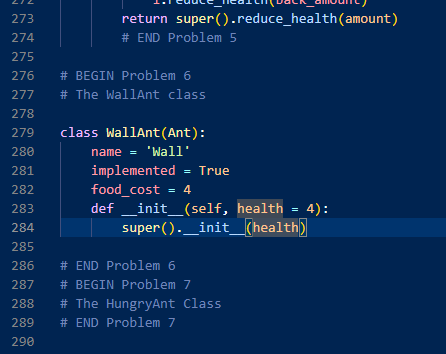 272 i.reduce_health(back_amount)
273 return super().reduce_health(amount)
274 # END Problem 5
275
276 # BEGIN Problem 6
277 # The WallAnt class
278
279 class WallAnt(Ant):
280 name = 'Wall'
281 implemented = True
282 food_cost = 4
283 def __init__(self, health = 4):
284 super().__init__(health)
285
286 # END Problem 6
287 # BEGIN Problem 7
288 # The HungryAnt Class
289 # END Problem 7
290